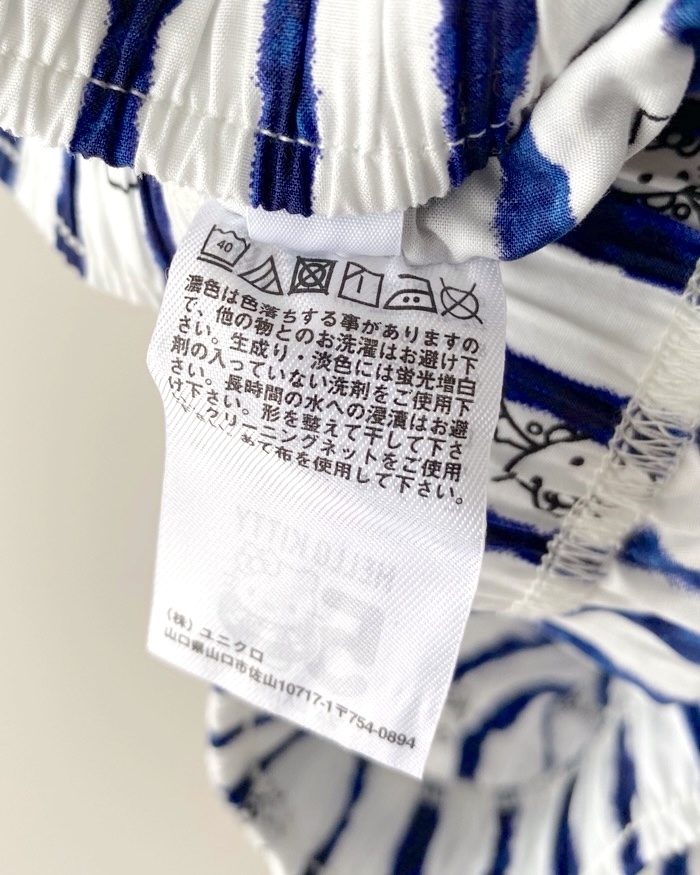 40
濃色は色落ちする事がありますの
で、他の物とのお洗濯はお避け下
さい。生成り・淡色には蛍光増白
剤の入っていない洗剤をご使用下
さい。長時間の水への浸漬はお避
け下さい。形を整えて干して下さ
クリーニングネットをご使用
あて布を使用して下さい。
HELLO KITTY
(株)ユニクロ
山口県山口市佐山10717-1〒754-0894